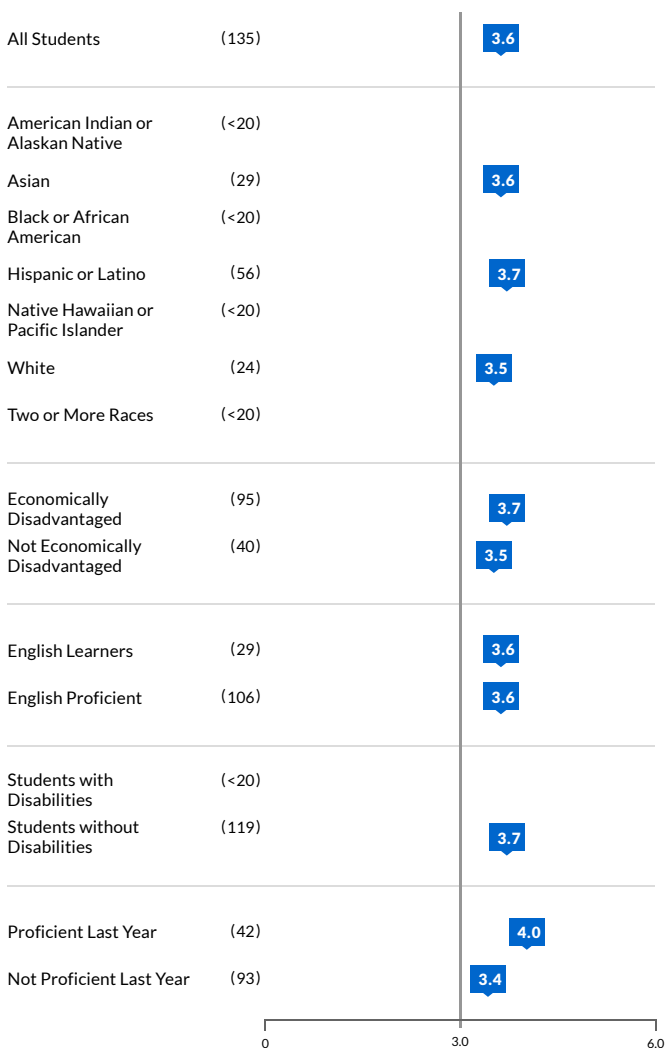 All Students (135) 3.6
American Indian or (<20)
Alaskan Native
Asian (29) 3.6
Black or African (<20)
American
Hispanic or Latino (56) 3.7
Native Hawaiian or (<20)
Pacific Islander
White (24) 3.5
Two or More Races (<20)
Economically (95) 3.7
Disadvantaged
Not Economically (40) 3.5
Disadvantaged
English Learners (29) 3.6
English Proficient (106) 3.6
Students with (<20)
Disabilities
Students without (119) 3.7
Disabilities
Proficient Last Year (42) 4.0
Not Proficient Last Year (93) 3.4
0 3.0 6.0